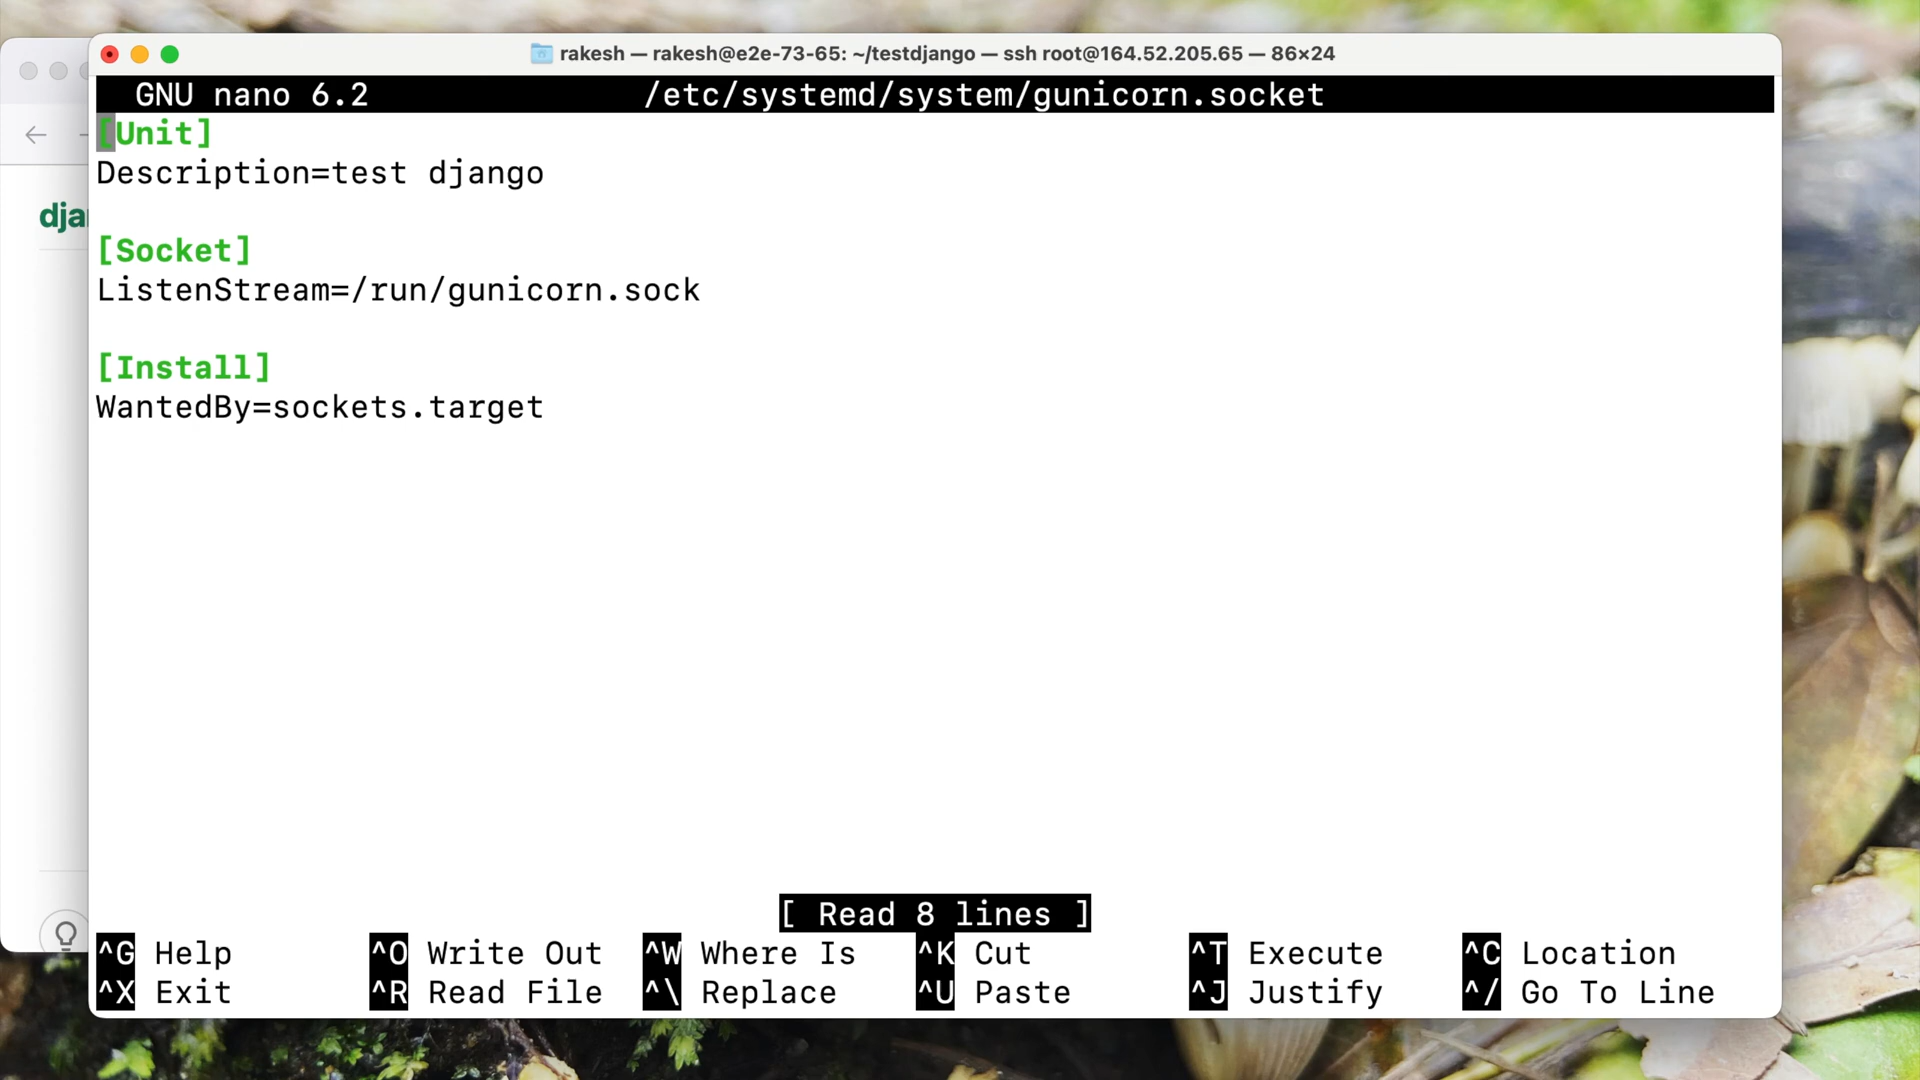 rakesh — rakesh@e2e-73-65: ~/testdjango — ssh root@164.52.205.65 — 86×24
GNU nano 6.2 /etc/systemd/system/gunicorn.socket
[Unit]
Description=test django
[Socket]
ListenStream=/run/gunicorn.sock
[Install]
WantedBy=sockets.target
[ Read 8 lines ]
^G Help ^O Write Out ^W Where Is ^K Cut ^T Execute ^C Location
^X Exit ^R Read File ^\ Replace ^U Paste ^J Justify ^/ Go To Line
dja